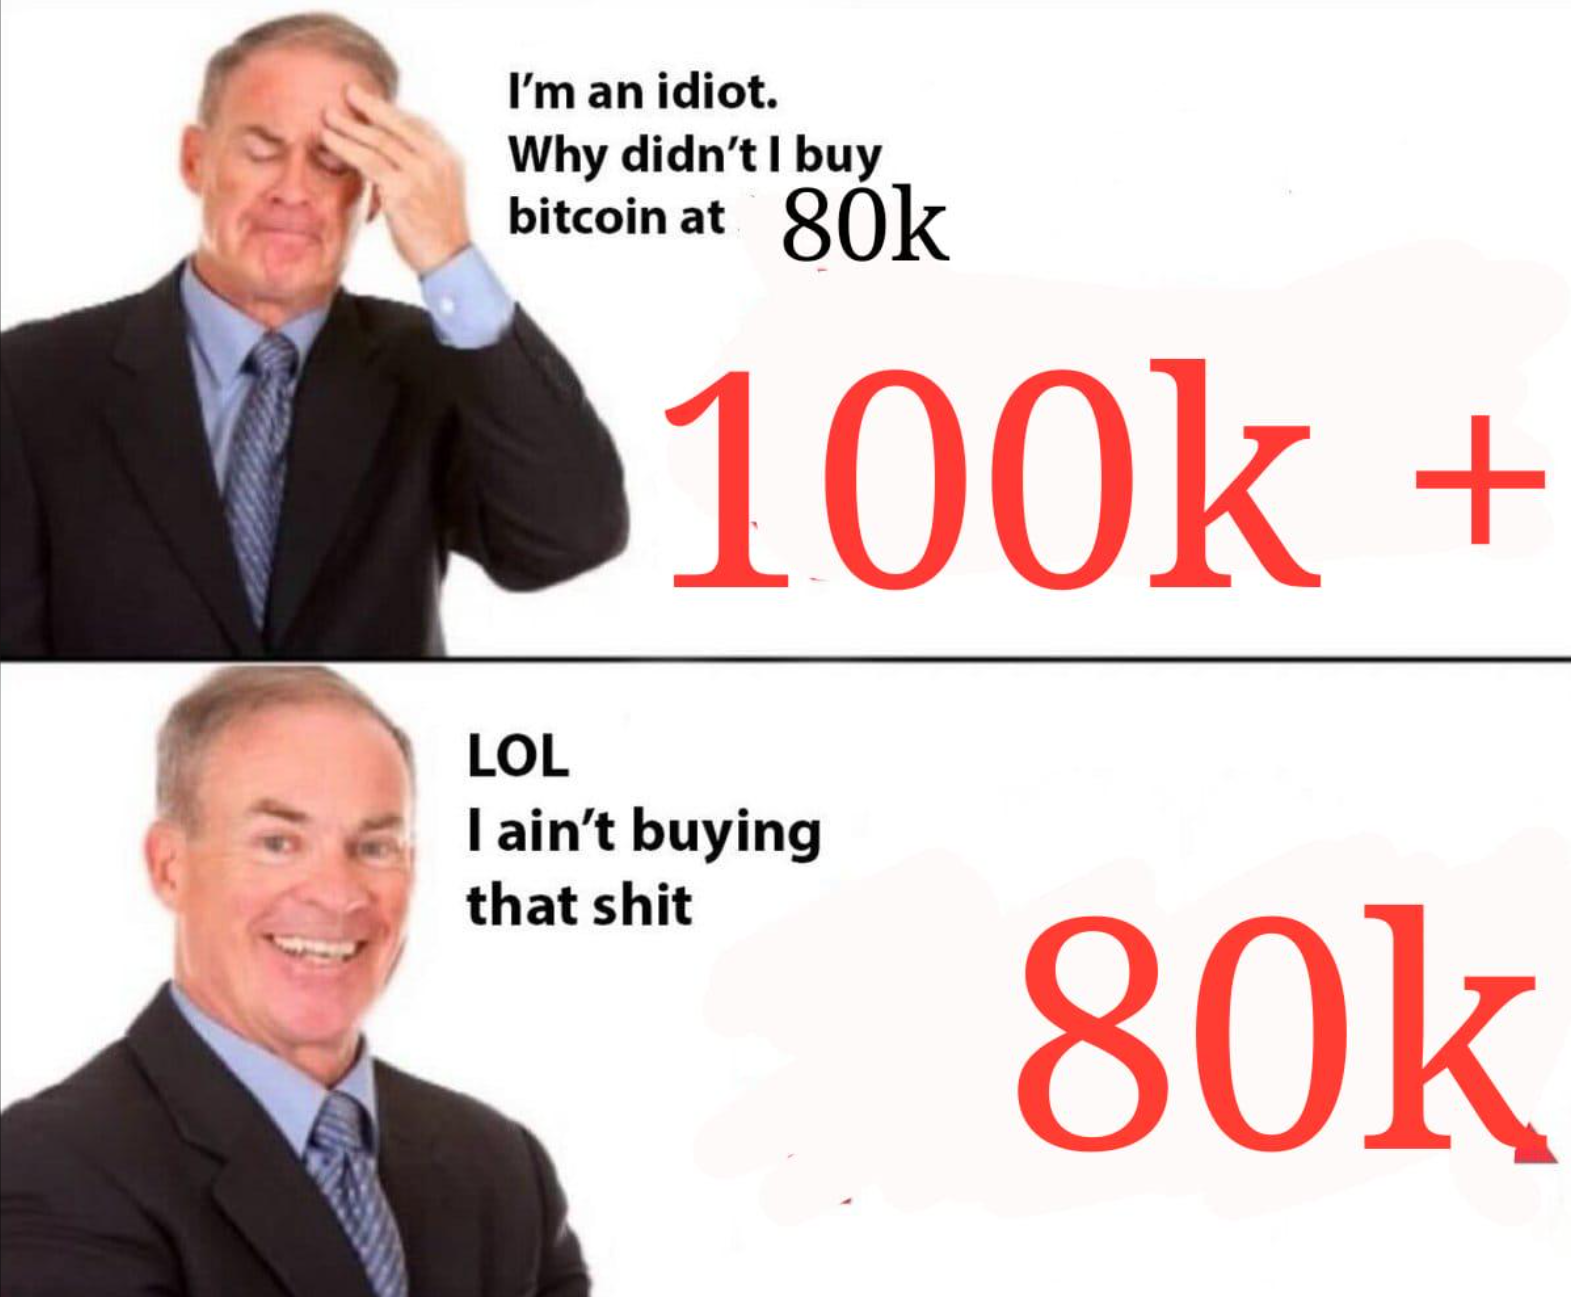 I'm an idiot.
Why didn't I buy
bitcoin at 80k
100k +
LOL
I ain't buying
that shit
80k